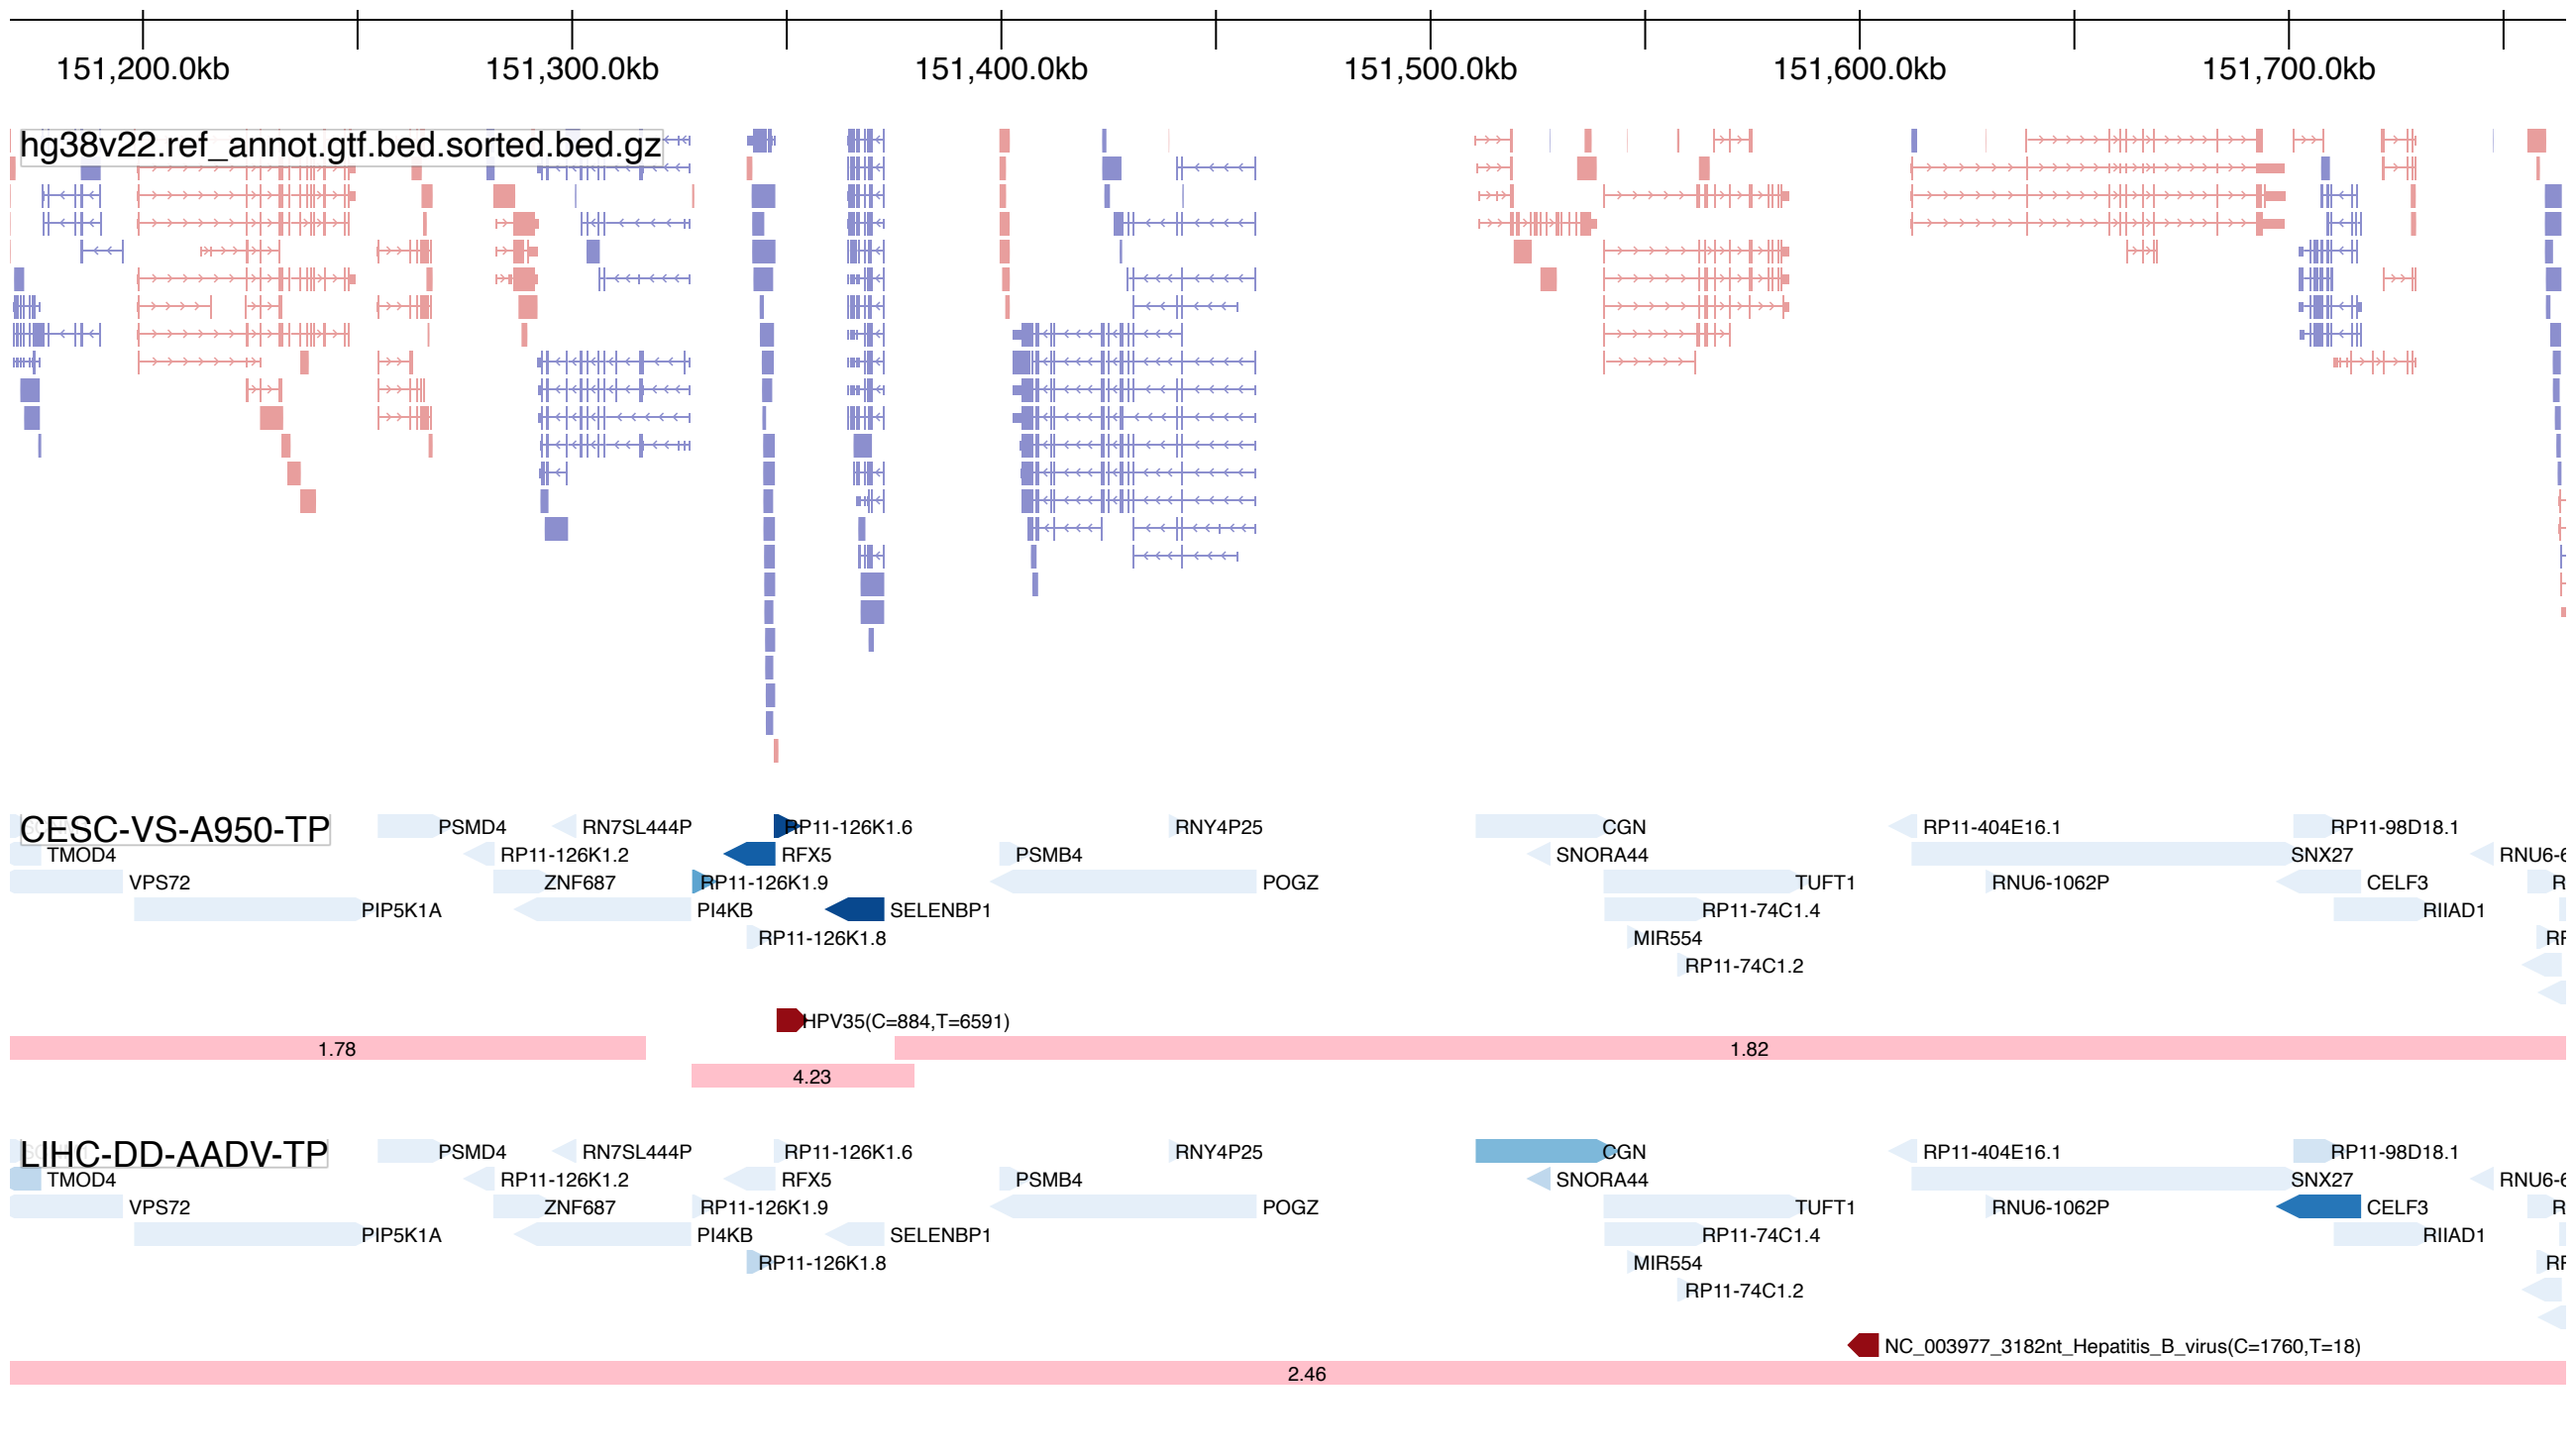 151,200.0kb 151,300.0kb 151,400.0kb 151,500.0kb 151,600.0kb 151,700.0kb
hg38v22.ref_annot.gtf.bed.sorted.bed.gz
CESC-VS-A950-TP PSMD4 RN7SL444P RP11-126K1.6 RNY4P25 CGN RP11-404E16.1 RP11-98D18.1
TMOD4 RP11-126K1.2 RFX5 PSMB4 SNORA44 SNX27 RNU6-6
VPS72 ZNF687 RP11-126K1.9 POGZ TUFT1 RNU6-1062P CELF3 R
PIP5K1A PI4KB SELENBP1 RP11-74C1.4 RIIAD1
RP11-126K1.8 MIR554
RP11-74C1.2
HPV35(C=884,T=6591)
1.78 1.82
4.23
LIHC-DD-AADV-TP PSMD4 RN7SL444P RP11-126K1.6 RNY4P25 CGN RP11-404E16.1 RP11-98D18.1
TMOD4 RP11-126K1.2 RFX5 PSMB4 SNORA44 SNX27 RNU6-6
VPS72 ZNF687 RP11-126K1.9 POGZ TUFT1 RNU6-1062P CELF3 R
PIP5K1A PI4KB SELENBP1 RP11-74C1.4 RIIAD1
RP11-126K1.8 MIR554
RP11-74C1.2
NC_003977_3182nt_Hepatitis_B_virus(C=1760,T=18)
2.46